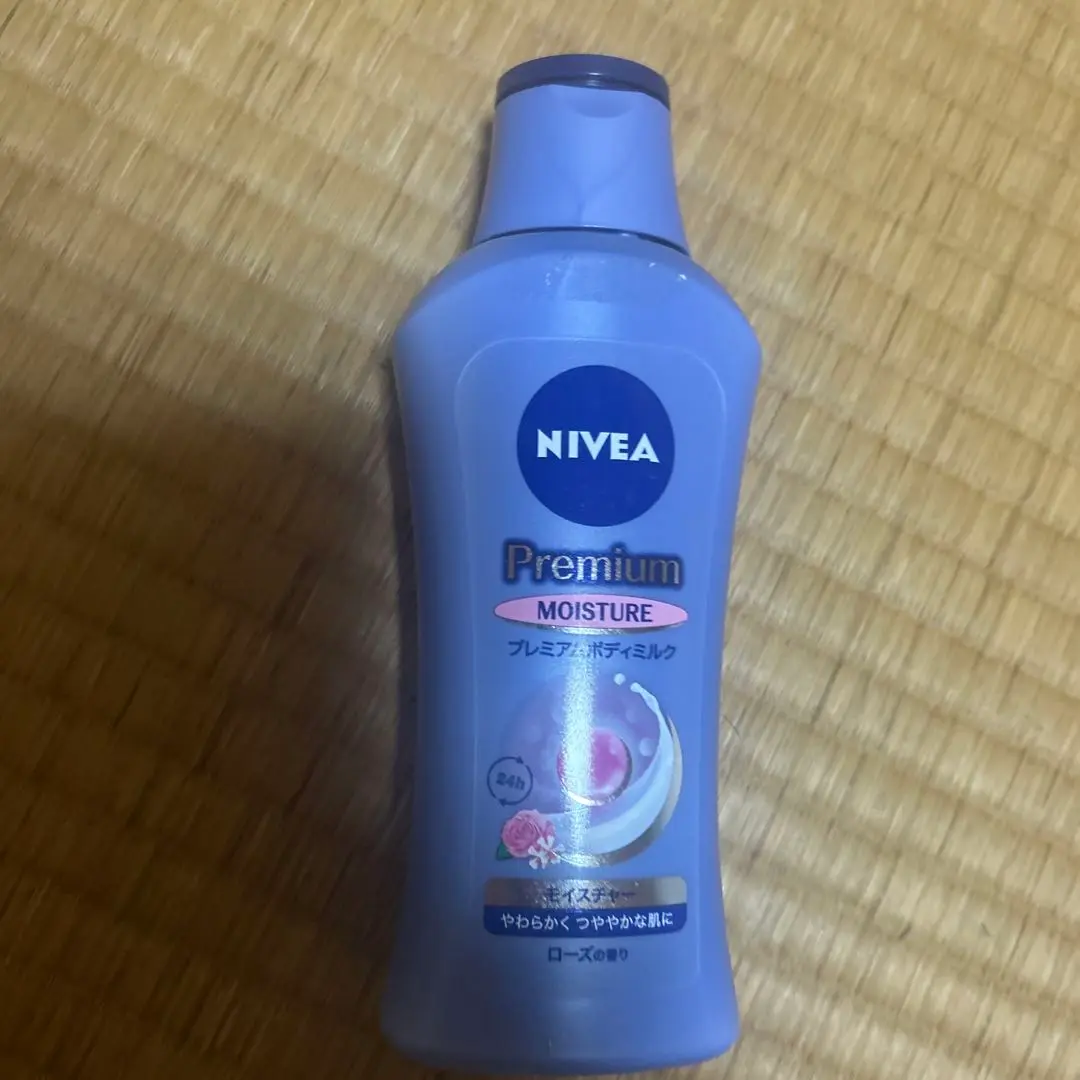 NIVEA
Premium
MOISTURE
プレミアムボディミルク
24h
モイスチャー
やわらかく つややかな肌に
ローズの香り